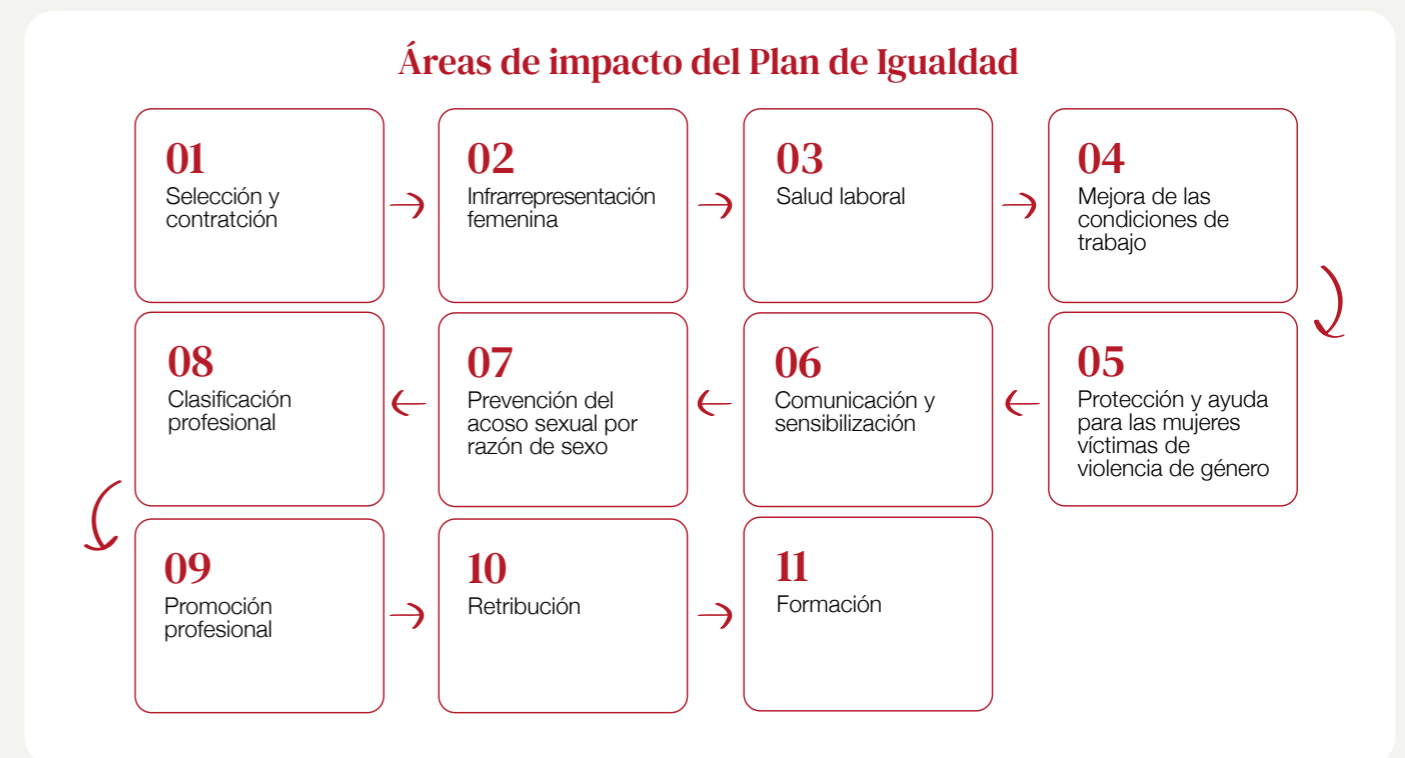 Áreas de impacto del Plan de Igualdad
01
Selección y
contratción
02
Infrarrepresentación
femenina
03
Salud laboral
04
Mejora de las
condiciones de
trabajo
05
Protección y ayuda
para las mujeres
víctimas de
violencia de género
06
Comunicación y
sensibilización
07
Prevención del
acoso sexual por
razón de sexo
08
Clasificación
profesional
09
Promoción
profesional
10
Retribución
11
Formación